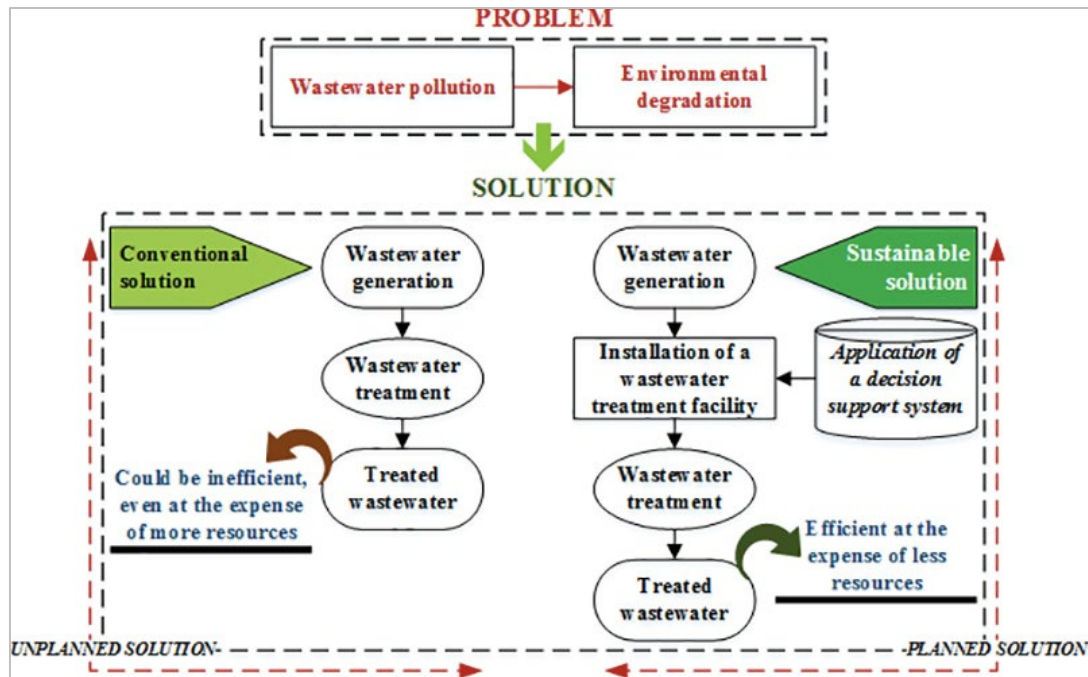 PROBLEM
Wastewater pollution
Environmental
degradation
SOLUTION
Conventional
solution
Wastewater
generation
Wastewater
treatment
Treated
wastewater
Could be inefficient,
even at the expense
of more resources
Wastewater
generation
Sustainable
solution
Installation of a
wastewater
treatment facility
Application of
a decision
support system
Wastewater
treatment
Treated
wastewater
Efficient at the
expense of less
resources
UNPLANNED SOLUTION-
-PLANNED SOLUTION